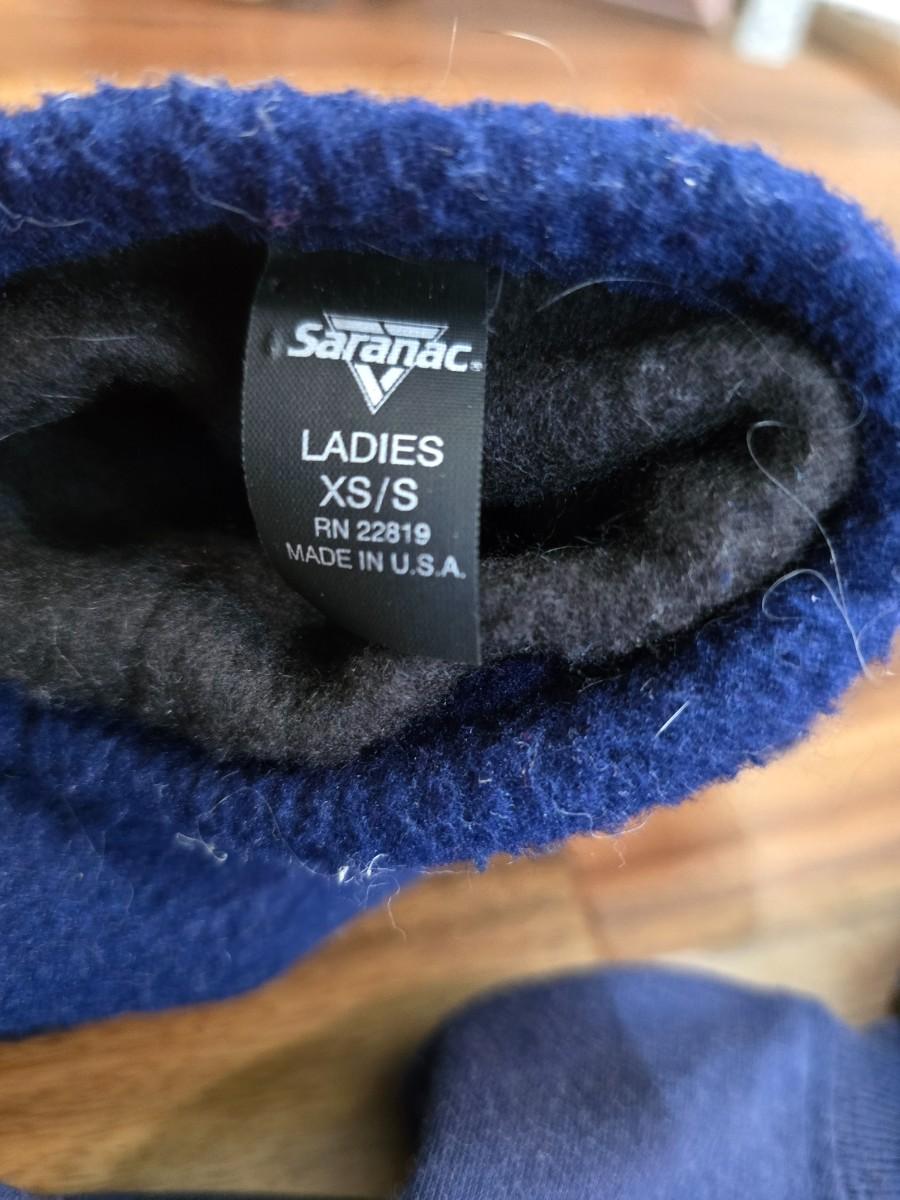 Saranac®
LADIES
XS/S
RN 22819
MADE IN U.S.A.